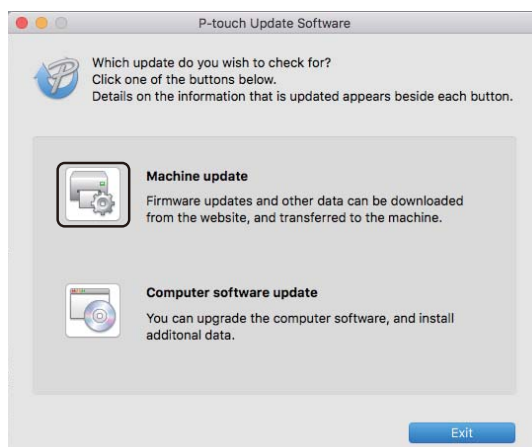 P-touch Update Software
Which update do you wish to check for?
Click one of the buttons below.
Details on the information that is updated appears beside each button.
Machine update
Firmware updates and other data can be downloaded
from the website, and transferred to the machine.
Computer software update
You can upgrade the computer software, and install
additonal data.
Exit